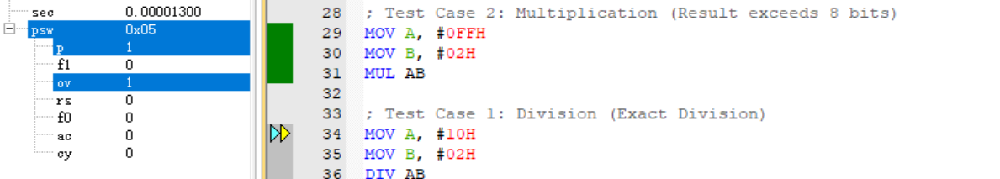 sec 0.00001300
psw 0x05
p 1
f1 0
ov 1
rs 0
f0 0
ac 0
cy 0
28 ; Test Case 2: Multiplication (Result exceeds 8 bits)
29 MOV A, #0FFH
30 MOV B, #02H
31 MUL AB
32
33 ; Test Case 1: Division (Exact Division)
34 MOV A, #10H
35 MOV B, #02H
36 DIV AB